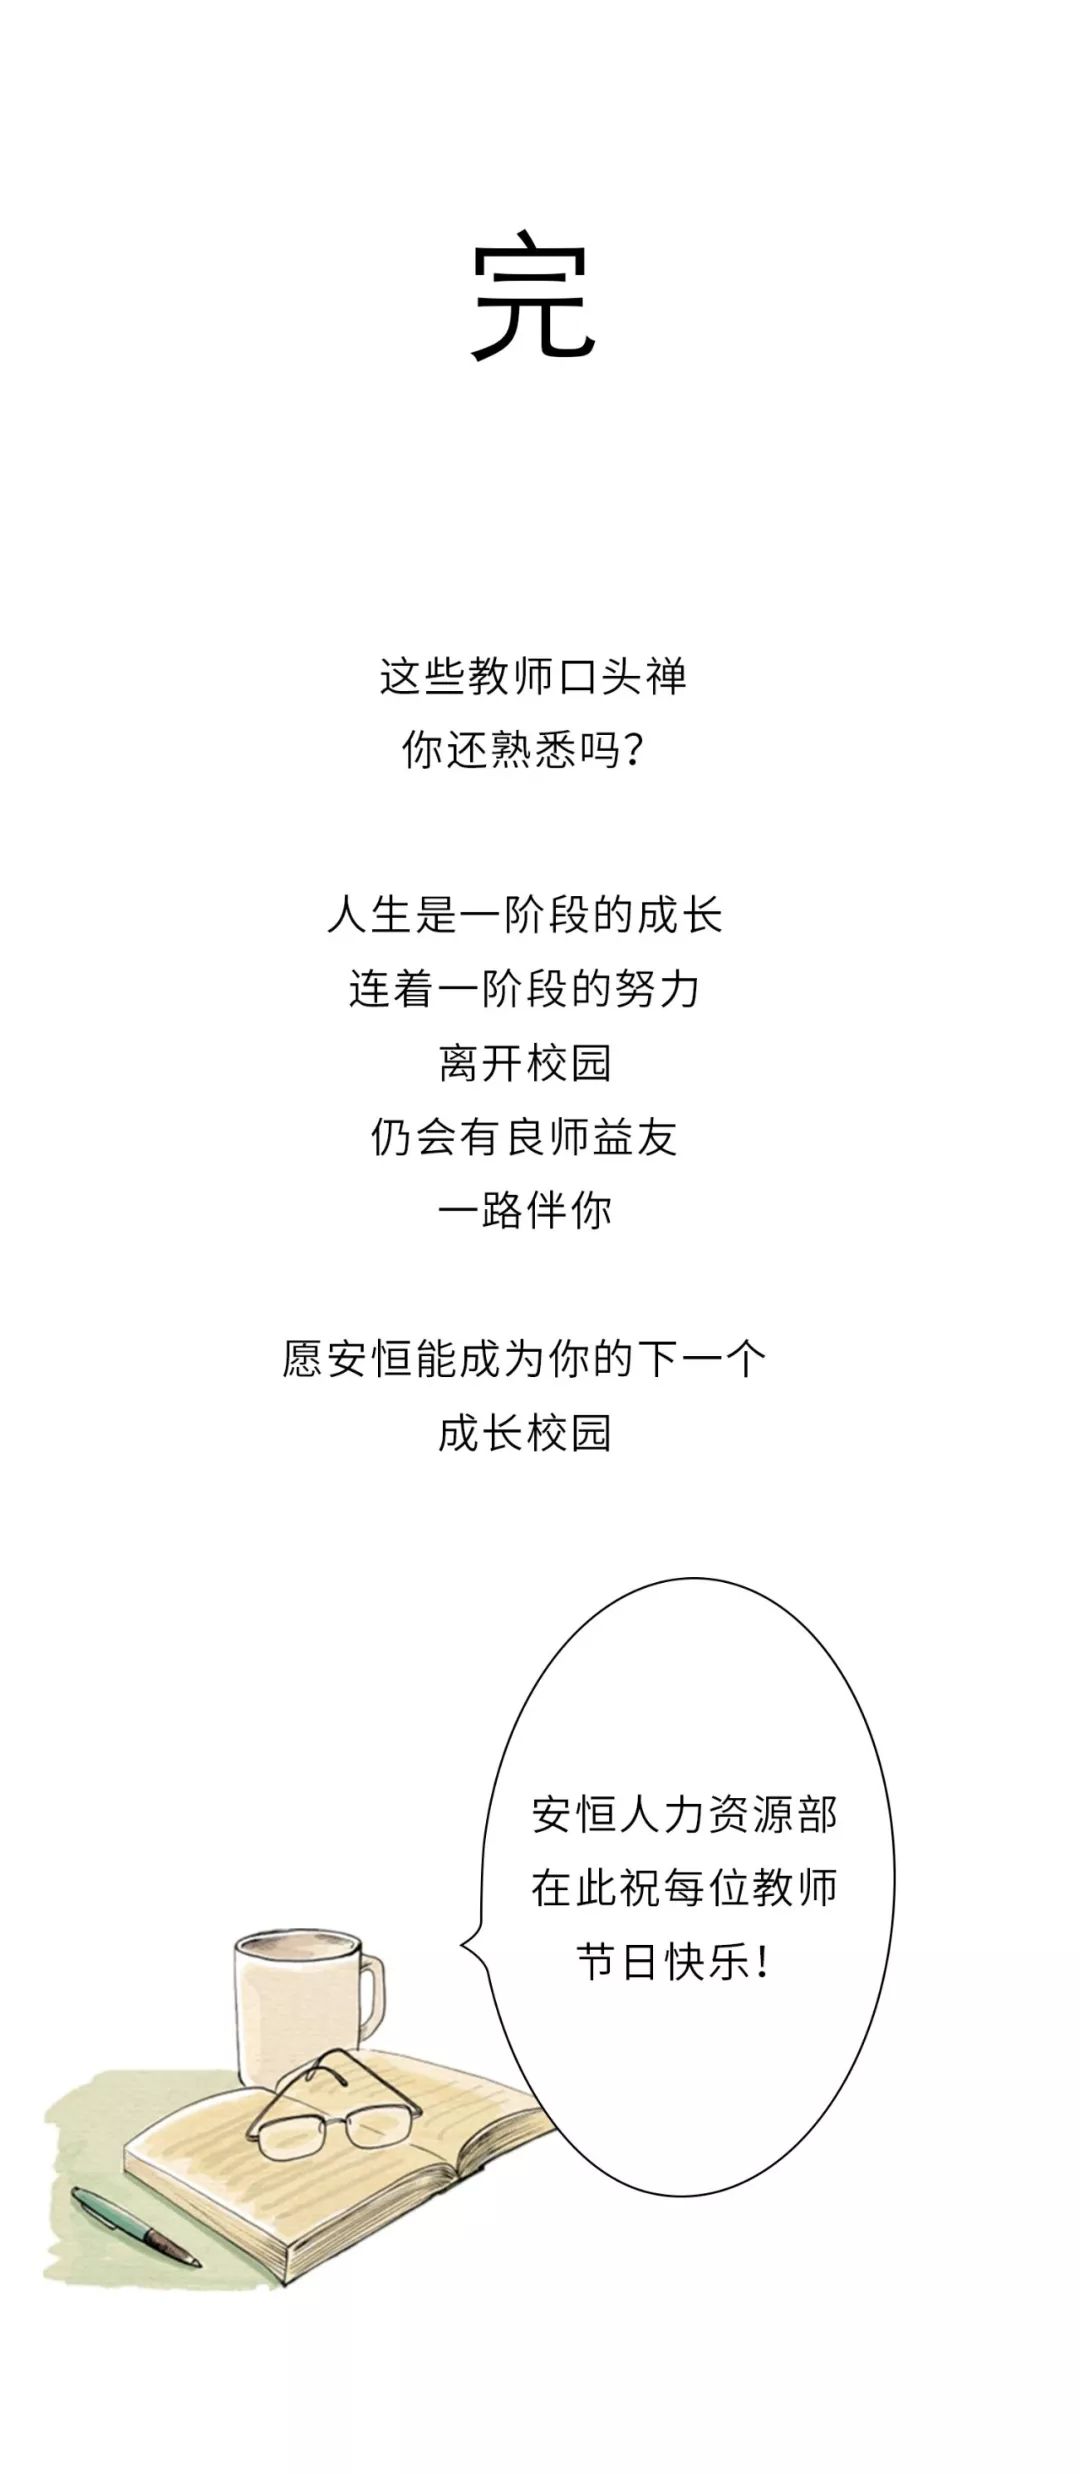 完
这些教师口头禅
你还熟悉吗？
人生是一阶段的成长
连着一阶段的努力
离开校园
仍会有良师益友
一路伴你
愿安恒能成为你的下一个
成长校园
安恒人力资源部
在此祝每位教师
节日快乐！